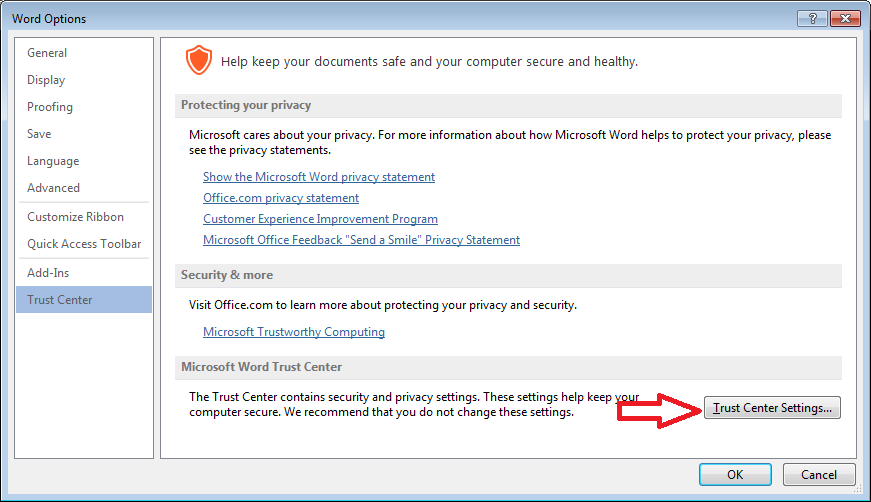 Word Options
General
Display
Proofing
Save
Language
Advanced
Customize Ribbon
Quick Access Toolbar
Add-Ins
Trust Center
Help keep your documents safe and your computer secure and healthy.
Protecting your privacy
Microsoft cares about your privacy. For more information about how Microsoft Word helps to protect your privacy, please
see the privacy statements.
Show the Microsoft Word privacy statement
Office.com privacy statement
Customer Experience Improvement Program
Microsoft Office Feedback "Send a Smile" Privacy Statement
Security & more
Visit Office.com to learn more about protecting your privacy and security.
Microsoft Trustworthy Computing
Microsoft Word Trust Center
The Trust Center contains security and privacy settings. These settings help keep your
computer secure. We recommend that you do not change these settings.
Trust Center Settings...
OK
Cancel